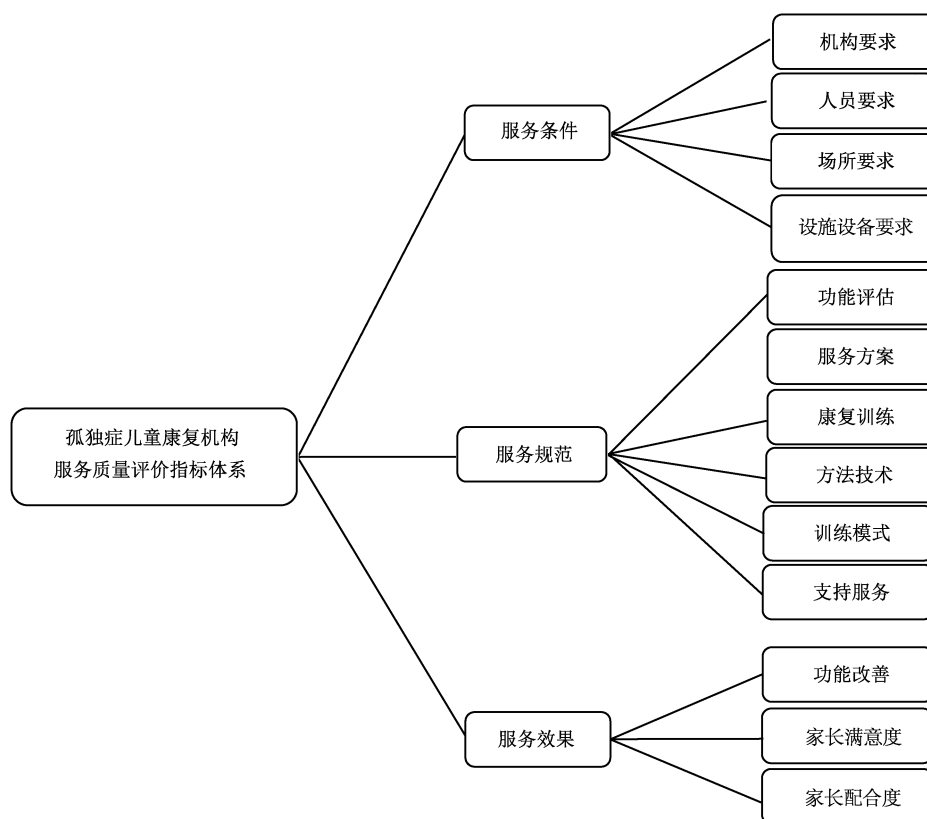 孤独症儿童康复机构
服务质量评价指标体系
服务条件
机构要求
人员要求
场所要求
设施设备要求
服务规范
功能评估
服务方案
康复训练
方法技术
训练模式
支持服务
服务效果
功能改善
家长满意度
家长配合度